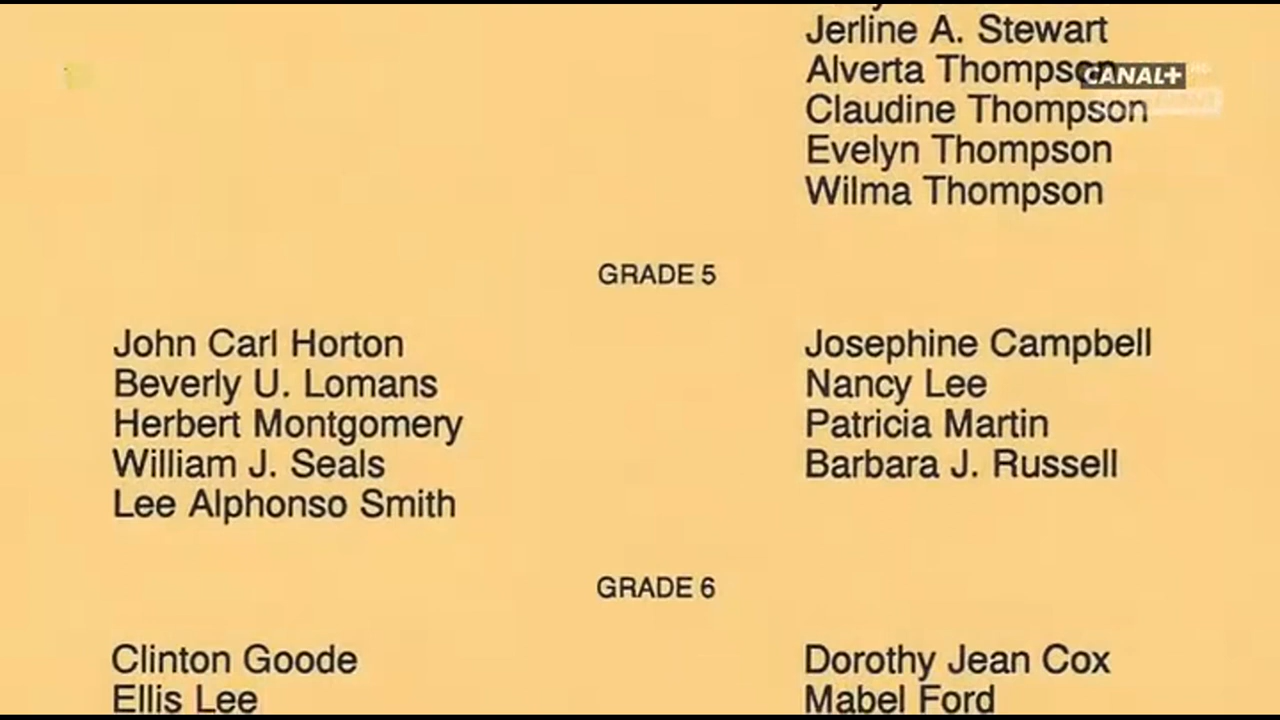 Jerline A. Stewart
Alverta Thompson
CANAL+
Claudine Thompson
Evelyn Thompson
Wilma Thompson
GRADE 5
John Carl Horton
Beverly U. Lomans
Herbert Montgomery
William J. Seals
Lee Alphonso Smith
Josephine Campbell
Nancy Lee
Patricia Martin
Barbara J. Russell
GRADE 6
Clinton Goode
Ellis Lee
Dorothy Jean Cox
Mabel Ford